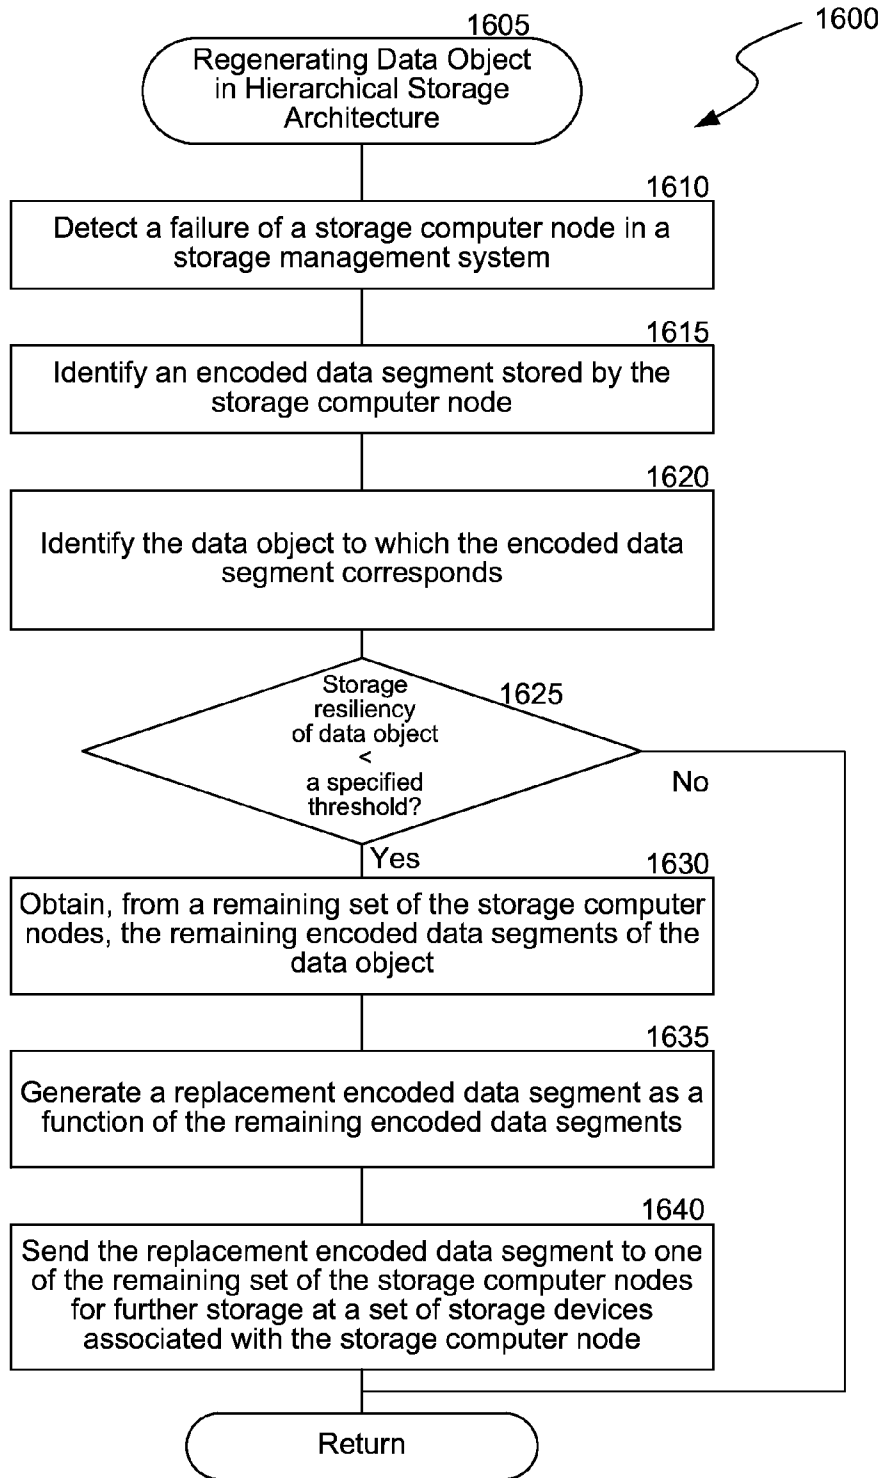 1605
1600
Regenerating Data Object
in Hierarchical Storage
Architecture
1610
Detect a failure of a storage computer node in a
storage management system
1615
Identify an encoded data segment stored by the
storage computer node
1620
Identify the data object to which the encoded data
segment corresponds
1625
Storage
resiliency
of data object
<
a specified
threshold?
No
Yes
1630
Obtain, from a remaining set of the storage computer
nodes, the remaining encoded data segments of the
data object
1635
Generate a replacement encoded data segment as a
function of the remaining encoded data segments
1640
Send the replacement encoded data segment to one
of the remaining set of the storage computer nodes
for further storage at a set of storage devices
associated with the storage computer node
Return